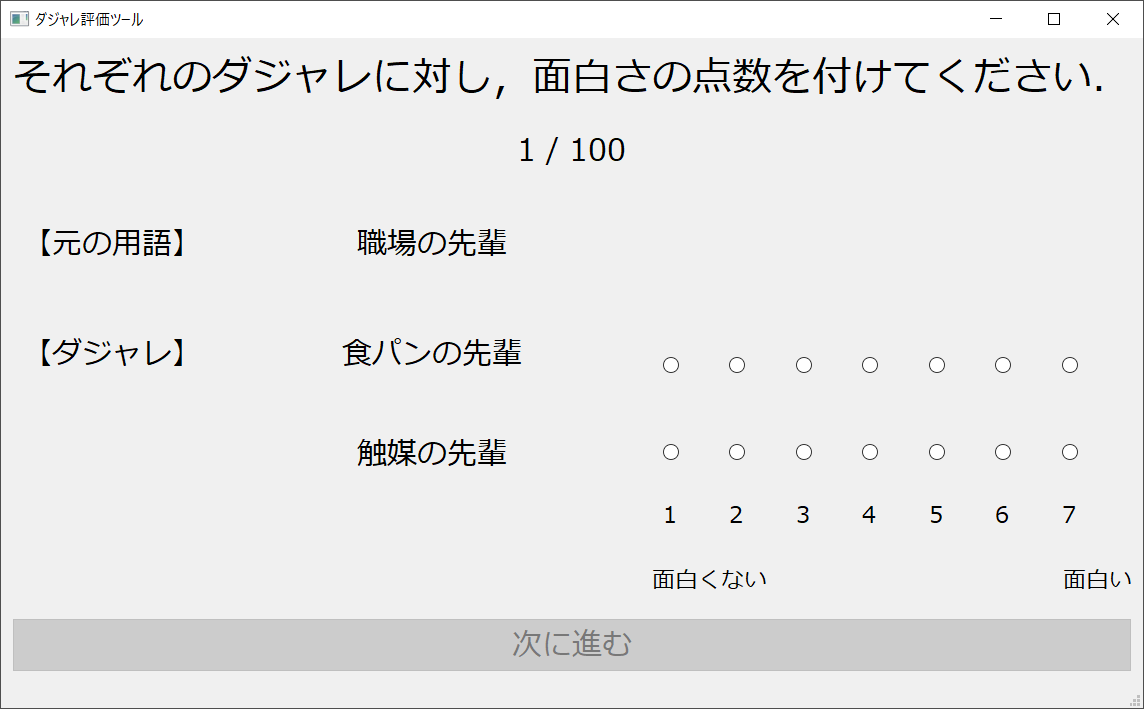 ダジャレ評価ツール
それぞれのダジャレに対し，面白さの点数を付けてください．
1 / 100
【元の用語】 職場の先輩
【ダジャレ】 食パンの先輩
触媒の先輩
1 2 3 4 5 6 7
面白くない 面白い
次に進む